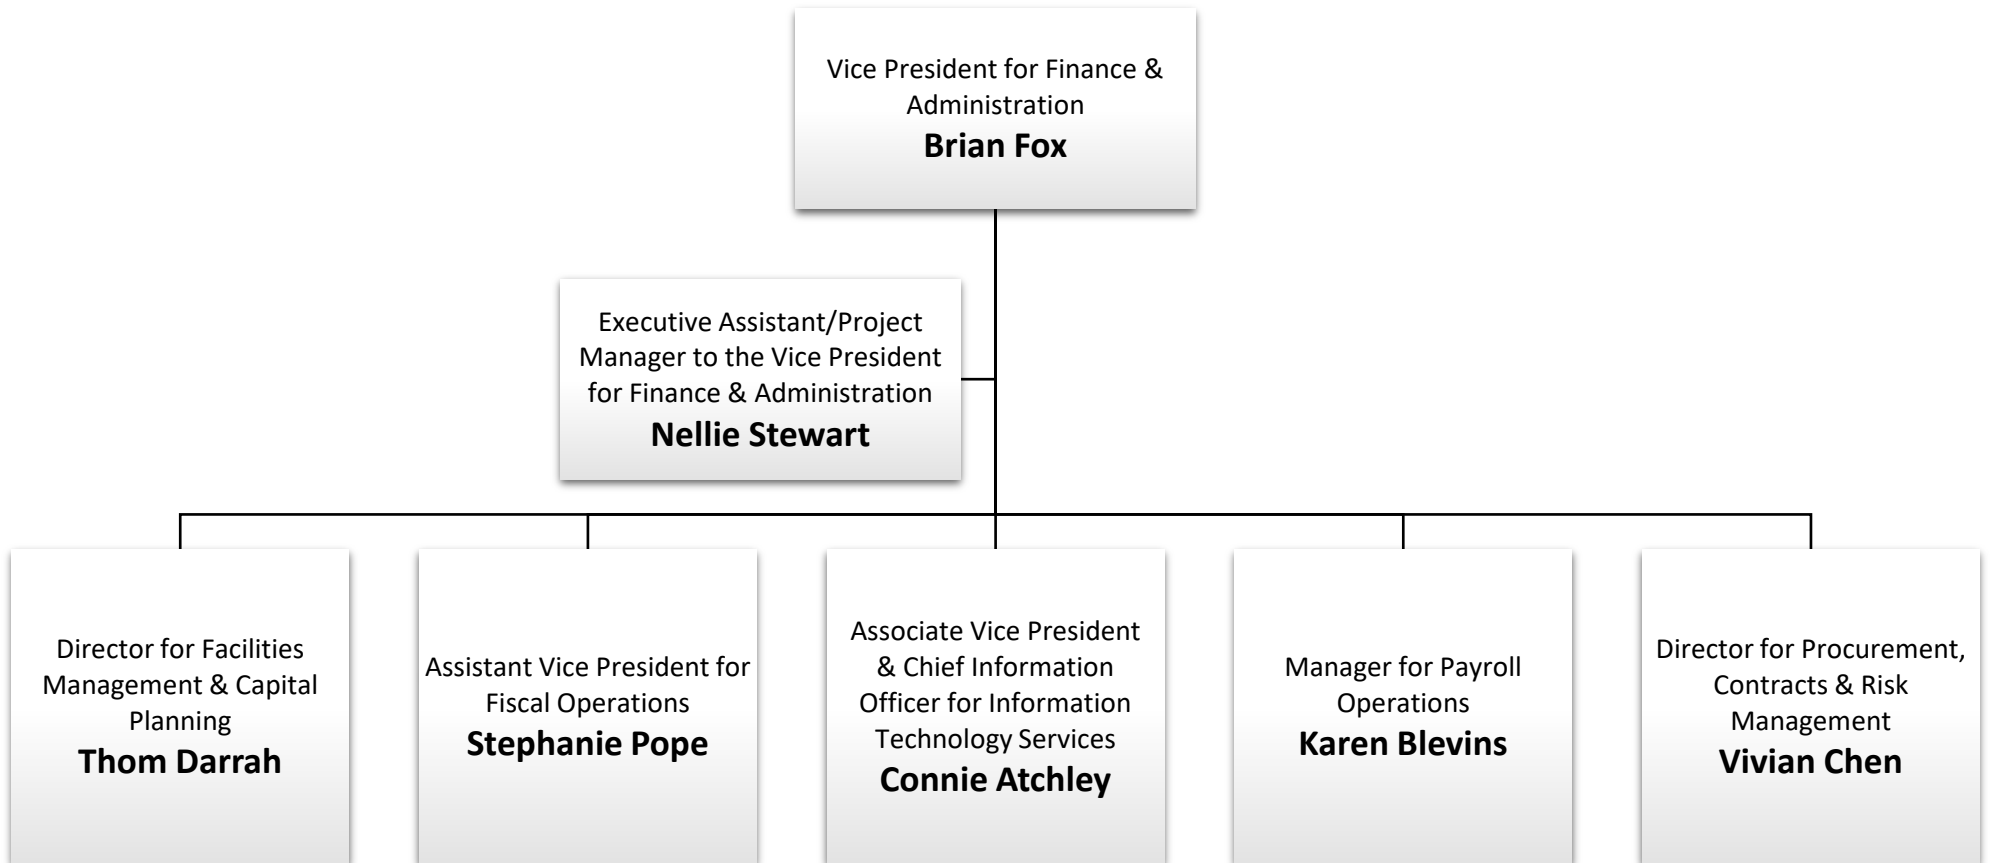 Vice President for Finance &
Administration
Brian Fox
Executive Assistant/Project
Manager to the Vice President
for Finance & Administration
Nellie Stewart
Director for Facilities
Management & Capital
Planning
Thom Darrah
Assistant Vice President for
Fiscal Operations
Stephanie Pope
Associate Vice President
& Chief Information
Officer for Information
Technology Services
Connie Atchley
Manager for Payroll
Operations
Karen Blevins
Director for Procurement,
Contracts & Risk
Management
Vivian Chen